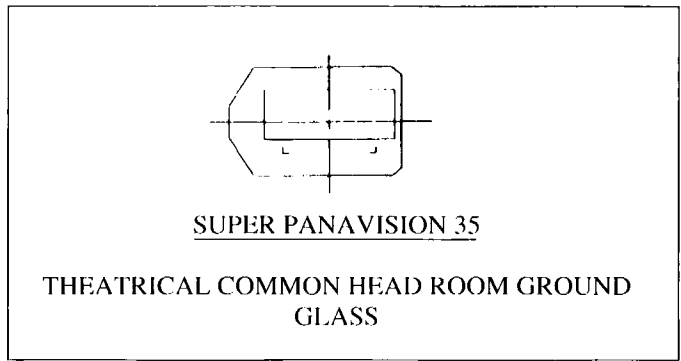 SUPER PANAVISION 35
THEATRICAL COMMON HEAD ROOM GROUND
GLASS